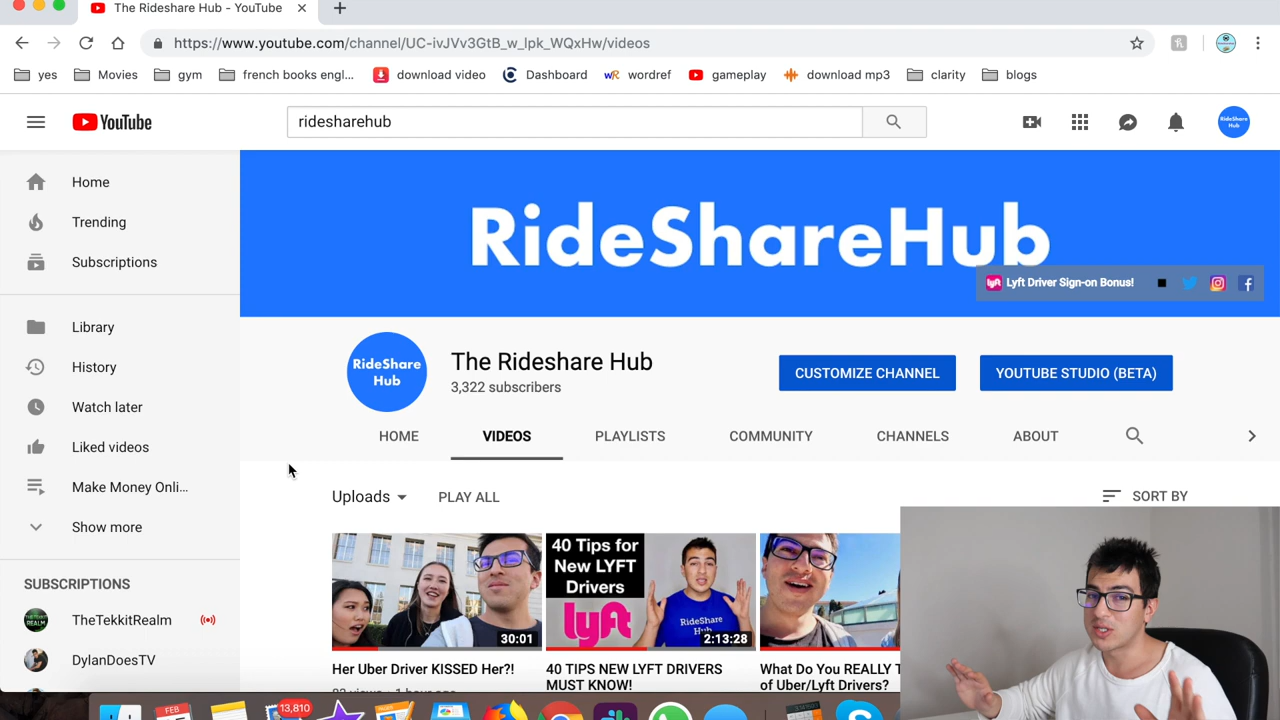 The Rideshare Hub - YouTube
https://www.youtube.com/channel/UC-ivJVv3GtB_w_lpk_WQxHw/videos
yes
Movies
gym
french books engl...
download video
Dashboard
wordref
gameplay
download mp3
clarity
blogs
YouTube
ridesharehub
RideShare
Hub
Home
Trending
Subscriptions
Library
History
Watch later
Liked videos
Make Money Onli...
Show more
SUBSCRIPTIONS
TheTekkitRealm
DylanDoesTV
RideShareHub
Lyft Driver Sign-on Bonus!
RideShare
Hub
The Rideshare Hub
3,322 subscribers
CUSTOMIZE CHANNEL
YOUTUBE STUDIO (BETA)
HOME
VIDEOS
PLAYLISTS
COMMUNITY
CHANNELS
ABOUT
Uploads
PLAY ALL
SORT BY
30:01
40 Tips for
New LYFT
Drivers
lyft
RideShare
Hub
2:13:28
Her Uber Driver KISSED Her?!
40 TIPS NEW LYFT DRIVERS
MUST KNOW!
What Do You REALLY
of Uber/Lyft Drivers?
FEB
13,810